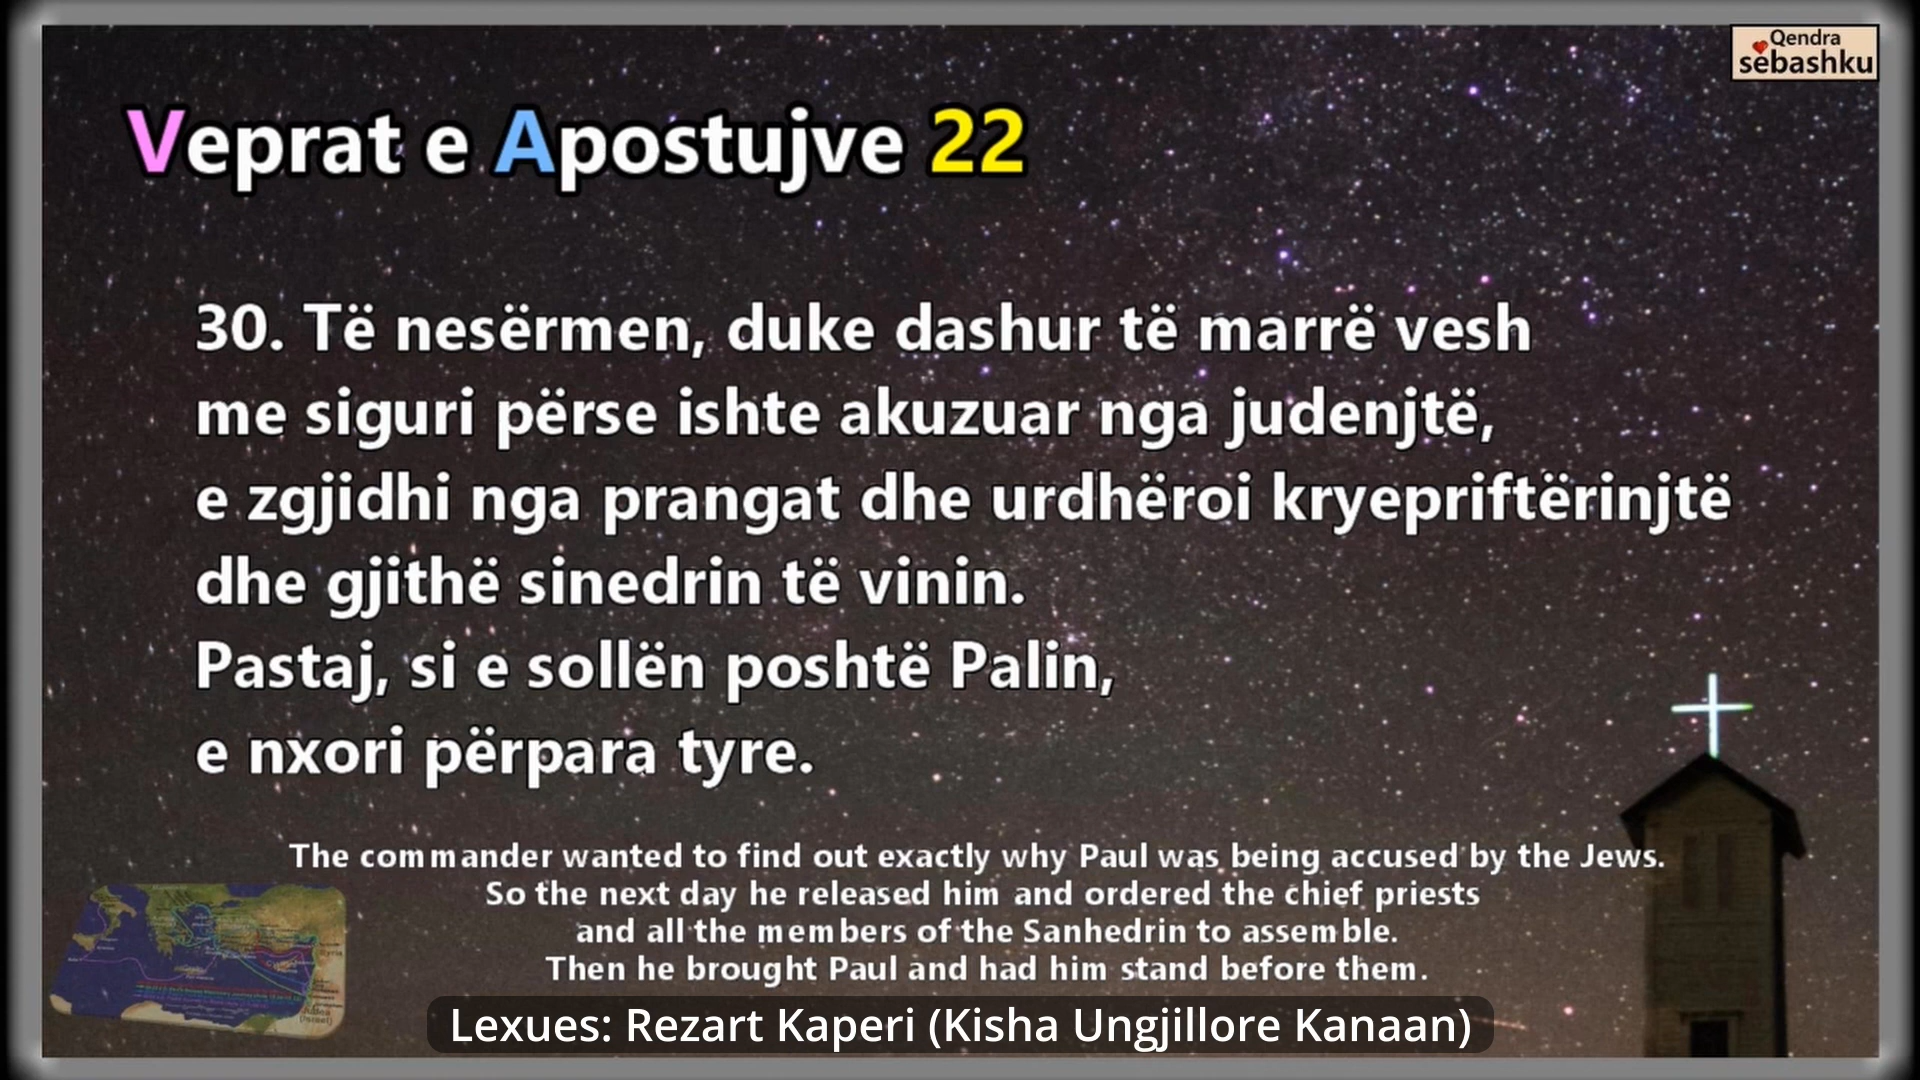 Qendra
sebashku
Veprat e Apostujve 22
30. Të nesërmen, duke dashur të marrë vesh
me siguri përse ishte akuzuar nga judenjtë,
e zgjidhi nga prangat dhe urdhëroi kryepriftërinjtë
dhe gjithë sinedrin të vinin.
Pastaj, si e sollën poshtë Palin,
e nxori përpara tyre.
The commander wanted to find out exactly why Paul was being accused by the Jews.
So the next day he released him and ordered the chief priests
and all the members of the Sanhedrin to assemble.
Then he brought Paul and had him stand before them.
Lexues: Rezart Kaperi (Kisha Ungjillore Kanaan)